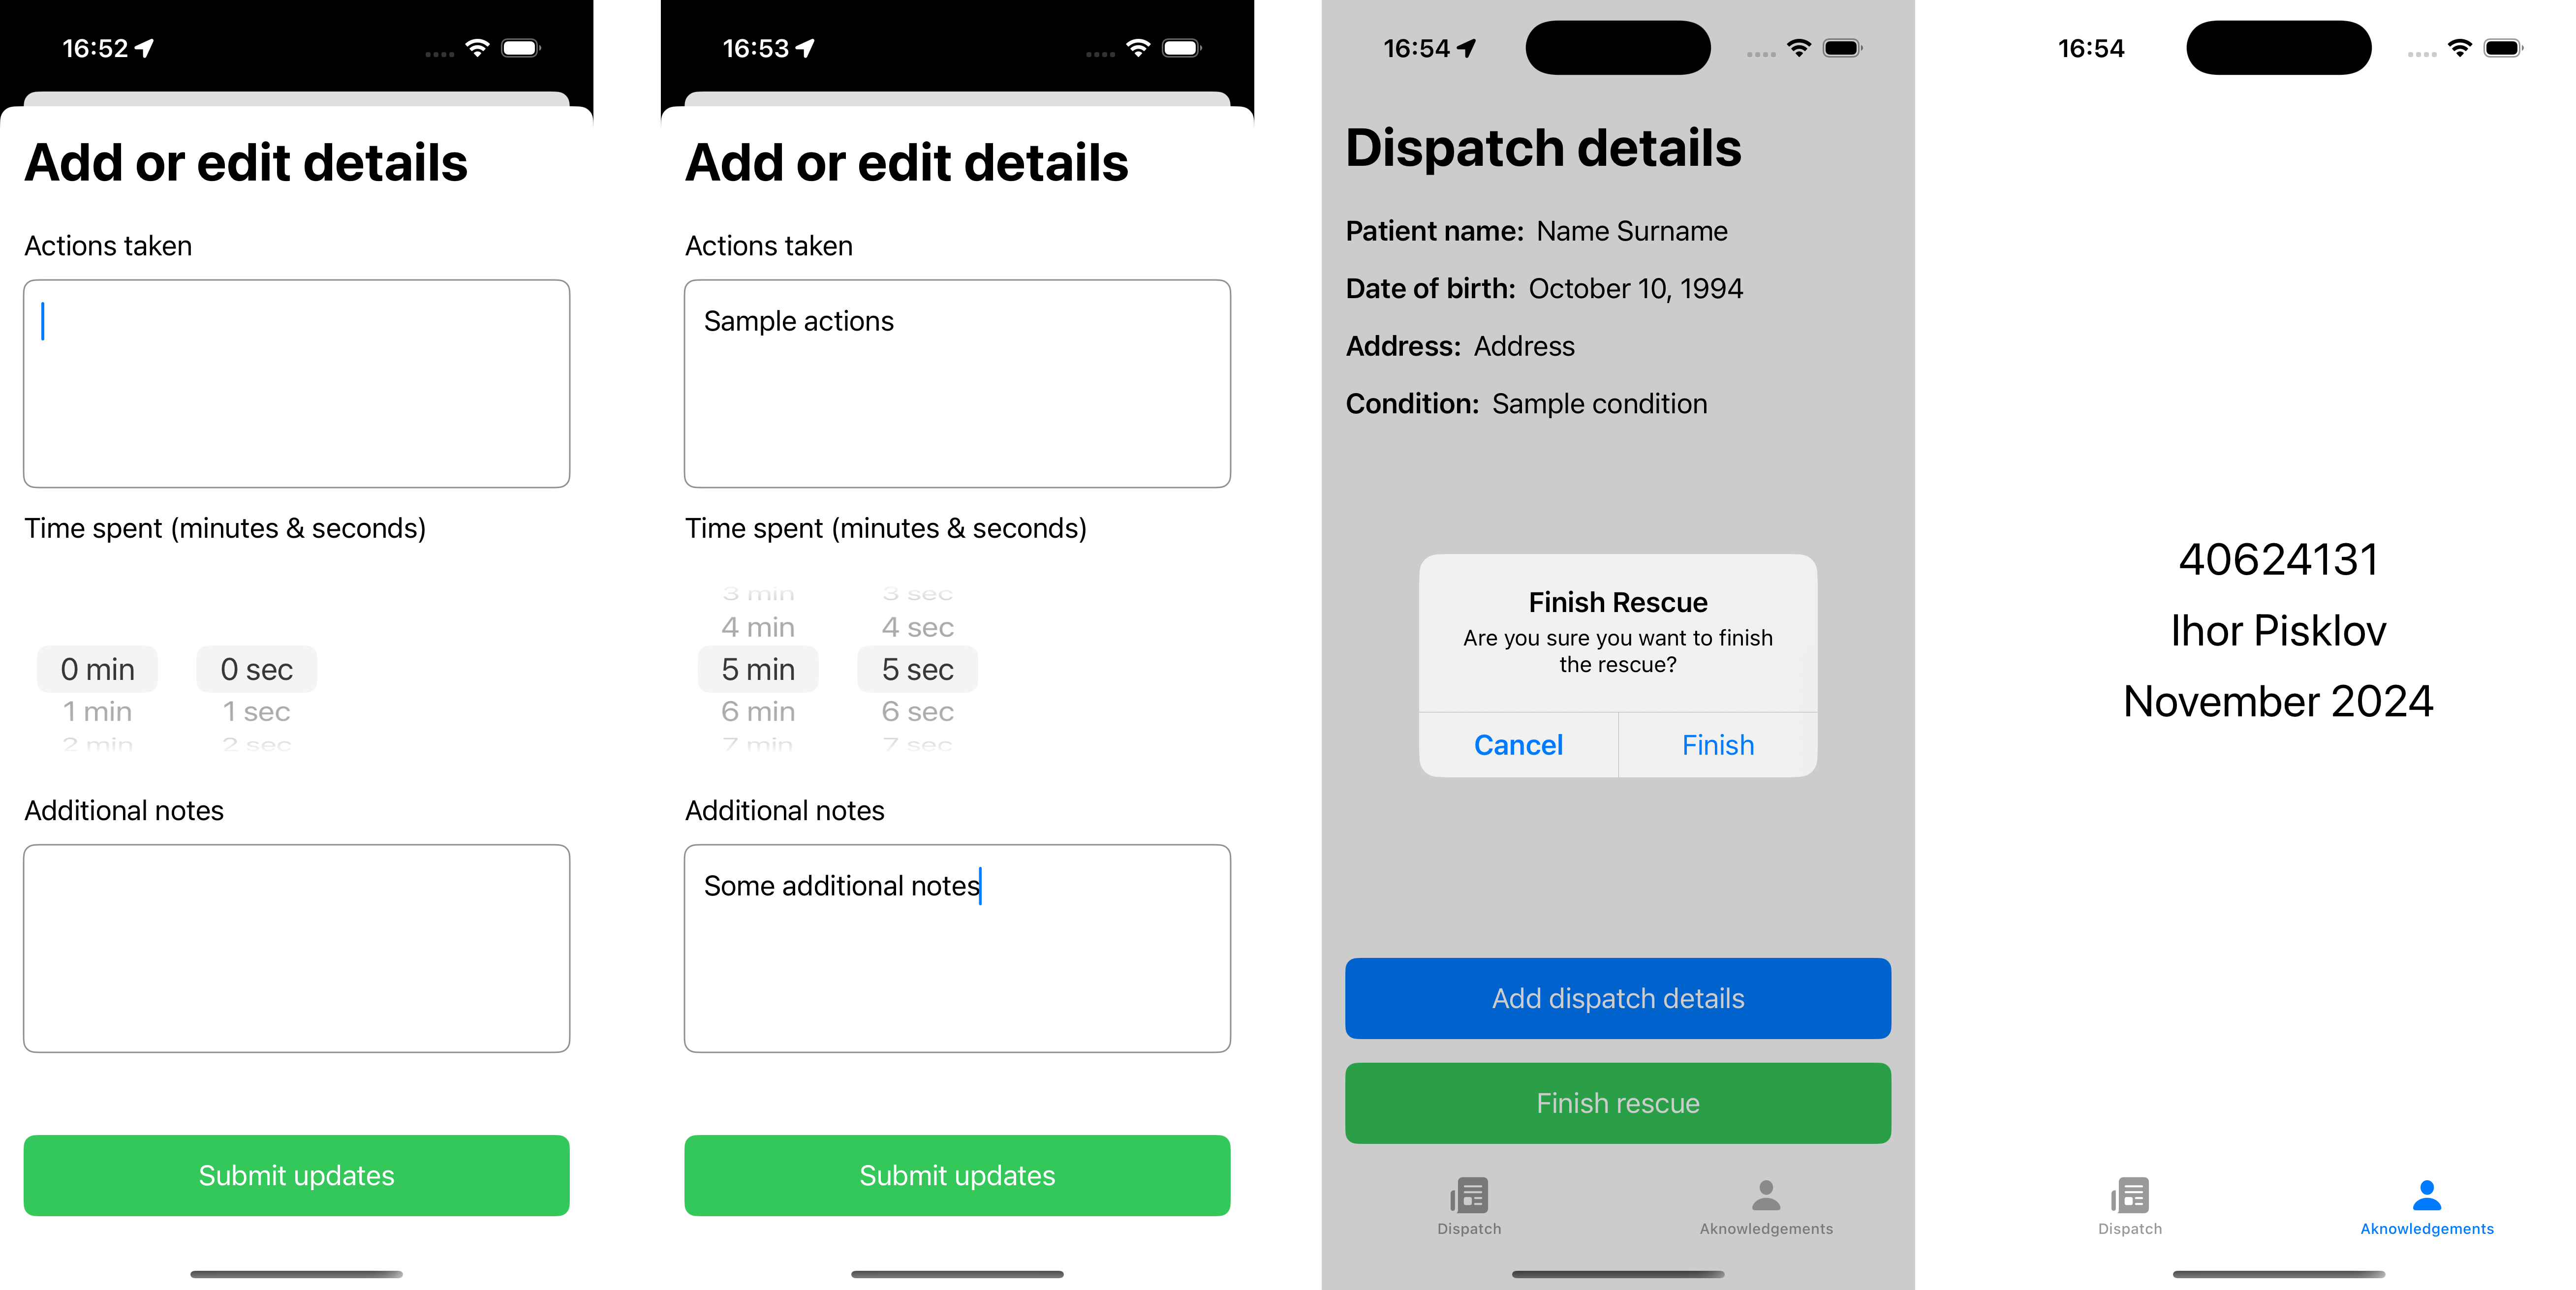 16:52
Add or edit details
Actions taken
Time spent (minutes & seconds)
0 min 0 sec
1 min 1 sec
2 min 2 sec
Additional notes
Submit updates
16:53
Add or edit details
Actions taken
Sample actions
Time spent (minutes & seconds)
3 min 3 sec
4 min 4 sec
5 min 5 sec
6 min 6 sec
7 min 7 sec
Additional notes
Some additional notes
Submit updates
16:54
Dispatch details
Patient name: Name Surname
Date of birth: October 10, 1994
Address: Address
Condition: Sample condition
Finish Rescue
Are you sure you want to finish
the rescue?
Cancel Finish
Add dispatch details
Finish rescue
Dispatch Aknowledgements
16:54
40624131
Ihor Pisklov
November 2024
Dispatch Aknowledgements